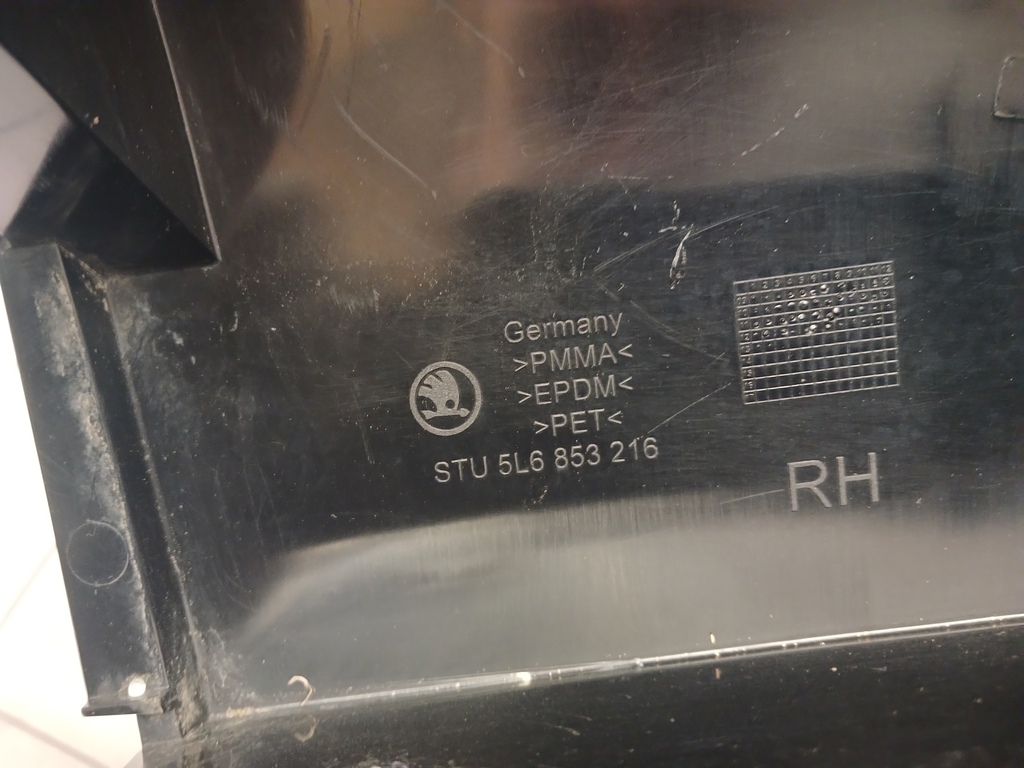 Germany
>PMMA<
>EPDM<
>PET<
STU 5L6 853 216
RH